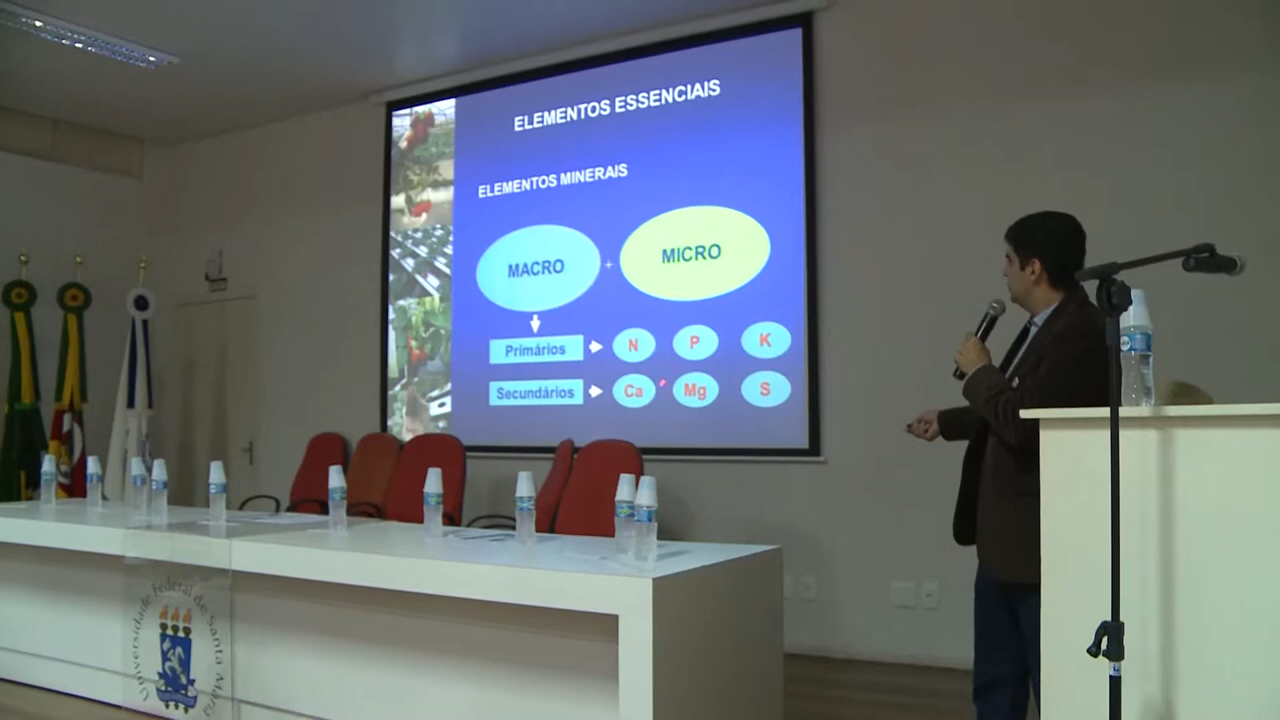 ELEMENTOS ESSENCIAIS
ELEMENTOS MINERAIS
MACRO + MICRO
Primários N P K
Secundários Ca Mg S
Universidade Federal de Santa Maria